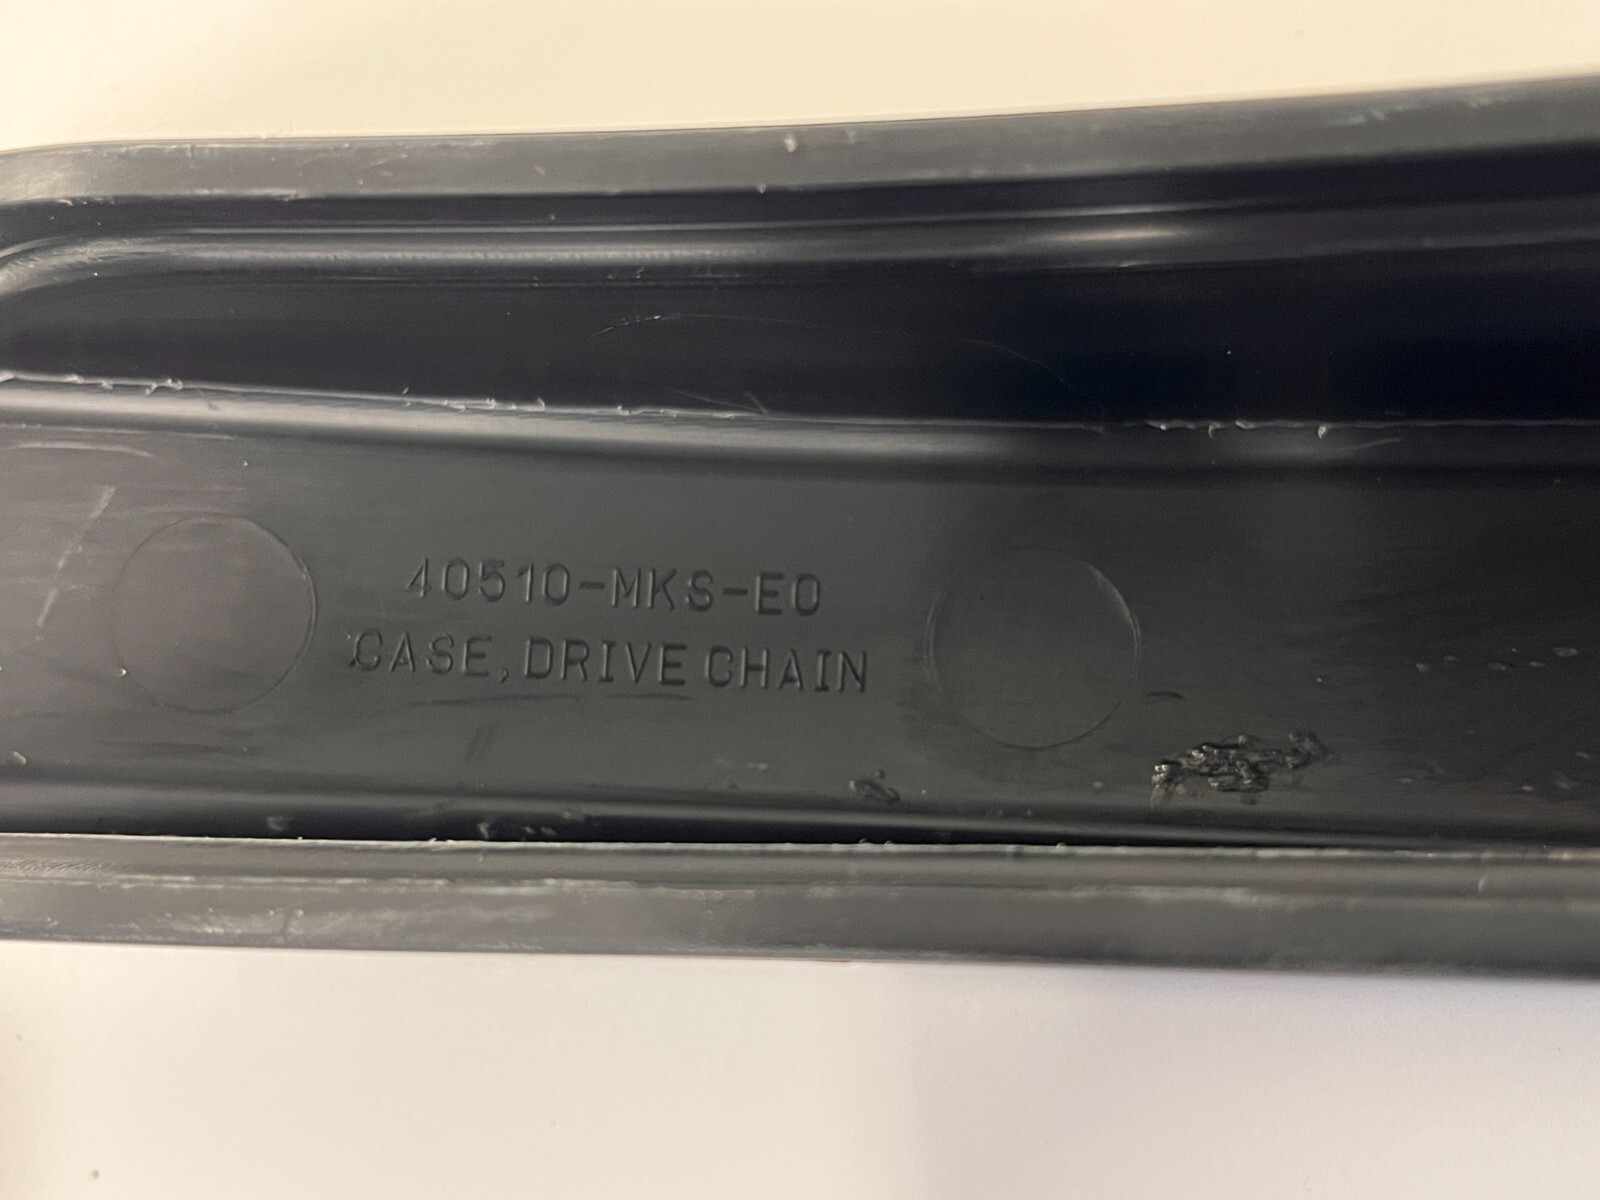 40510-MKS-E0
CASE, DRIVE CHAIN